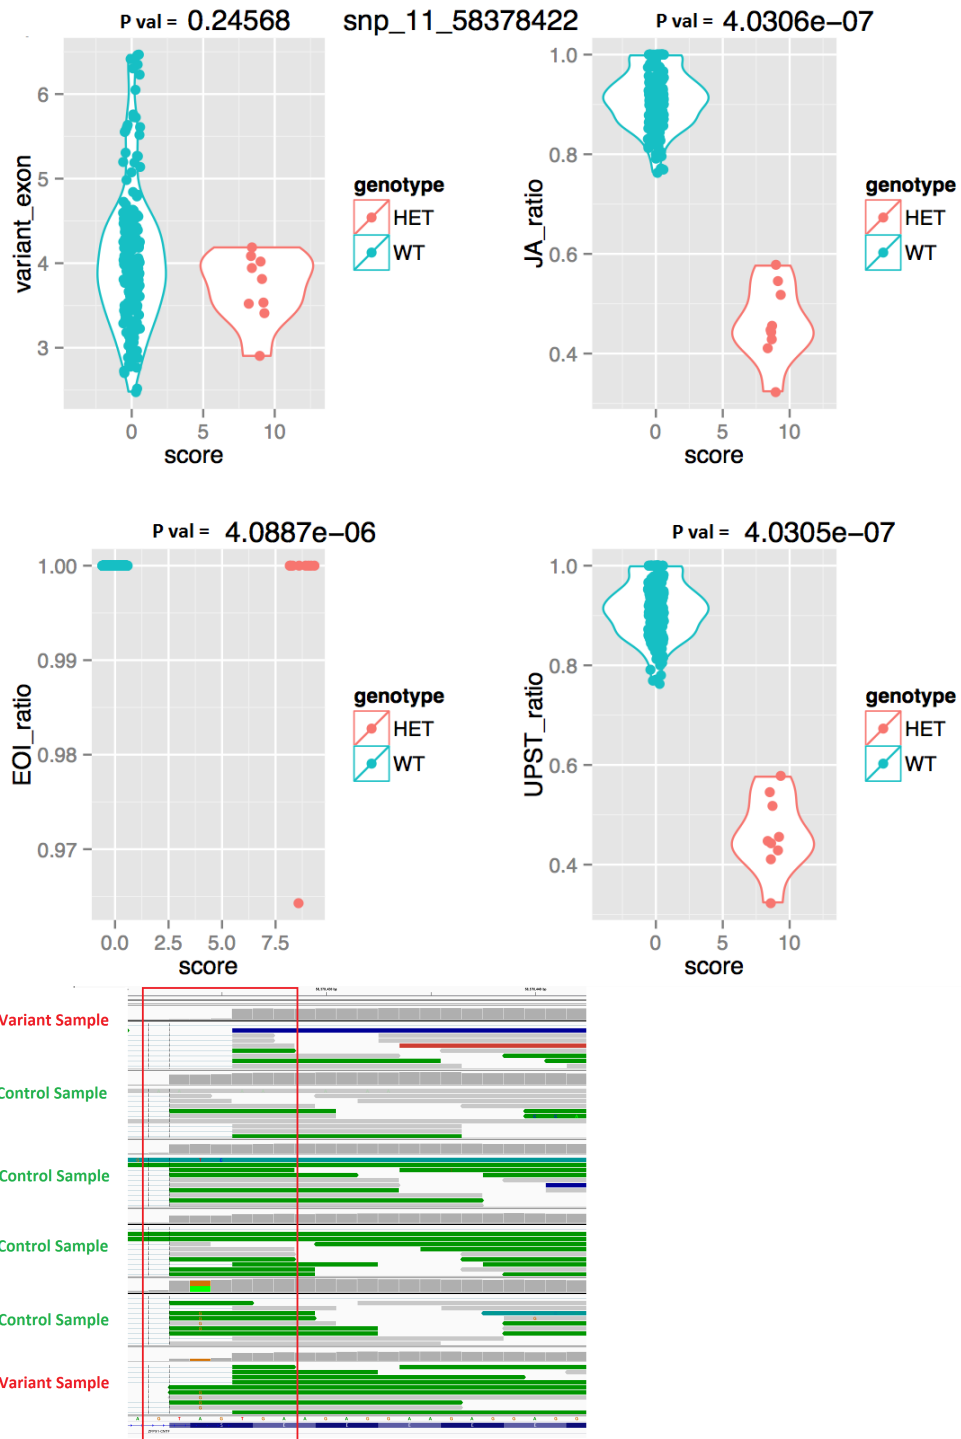 P val = 0.24568
snp_11_58378422
P val = 4.0306e−07
variant_exon
6
5
4
3
0 5 10
score
genotype
HET
WT
JA_ratio
1.0
0.8
0.6
0.4
0 5 10
score
genotype
HET
WT
P val = 4.0887e−06
P val = 4.0305e−07
EOI_ratio
1.00
0.99
0.98
0.97
0.0 2.5 5.0 7.5
score
genotype
HET
WT
UPST_ratio
1.0
0.8
0.6
0.4
0 5 10
score
genotype
HET
WT
Variant Sample
Control Sample
Control Sample
Control Sample
Control Sample
Variant Sample
A G T A G T G A A G A G G A G A G G A G G